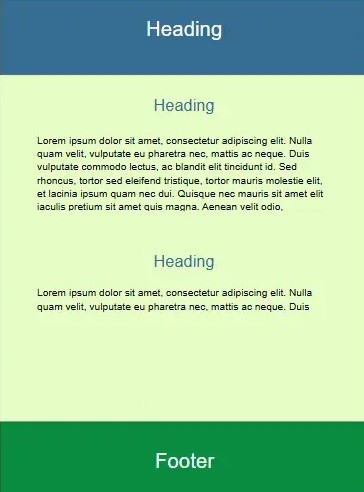 Heading
Heading
Lorem ipsum dolor sit amet, consectetur adipiscing elit. Nulla
quam velit, vulputate eu pharetra nec, mattis ac neque. Duis
vulputate commodo lectus, ac blandit elit tincidunt id. Sed
rhoncus, tortor sed eleifend tristique, tortor mauris molestie elit,
et lacinia ipsum quam nec dui. Quisque nec mauris sit amet elit
iaculis pretium sit amet quis magna. Aenean velit odio,
Heading
Lorem ipsum dolor sit amet, consectetur adipiscing elit. Nulla
quam velit, vulputate eu pharetra nec, mattis ac neque. Duis
Footer